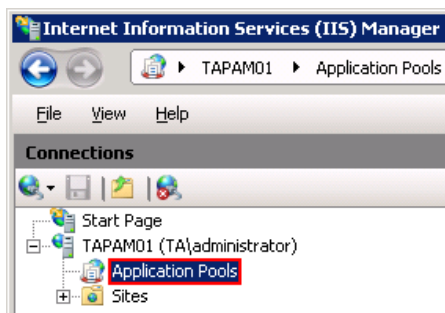 Internet Information Services (IIS) Manager
TAPAM01 Application Pools
File View Help
Connections
Start Page
TAPAM01 (TA\administrator)
Application Pools
Sites